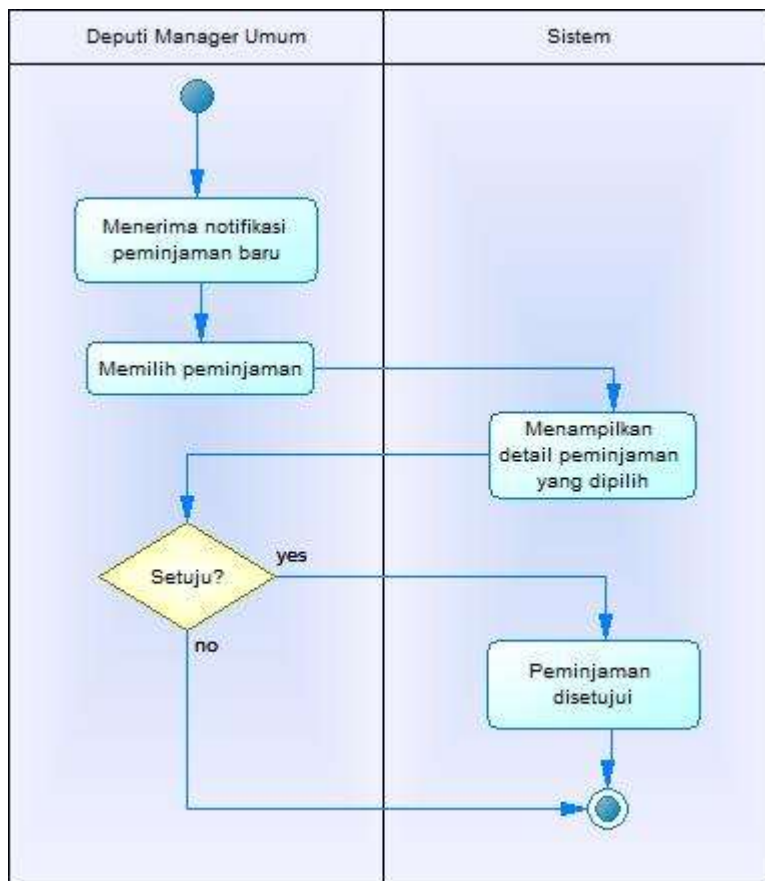 Deputi Manager Umum
Sistem
Menerima notifikasi
peminjaman baru
Memilih peminjaman
Menampilkan
detail peminjaman
yang dipilih
Setuju?
yes
no
Peminjaman
disetujui